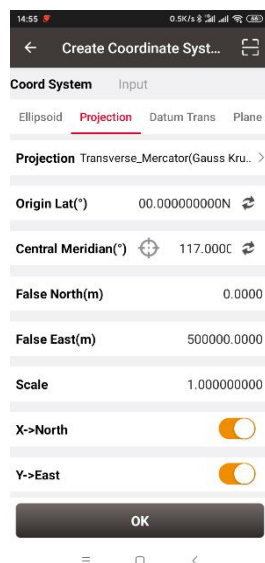 14:55 0.5K/s 36
Create Coordinate Syst...
Coord System Input
Ellipsoid Projection Datum Trans Plane
Projection Transverse_Mercator(Gauss Kru.. >
Origin Lat(°) 00.000000000N
Central Meridian(°) 117.000C
False North(m) 0.0000
False East(m) 500000.0000
Scale 1.000000000
X->North
Y->East
OK